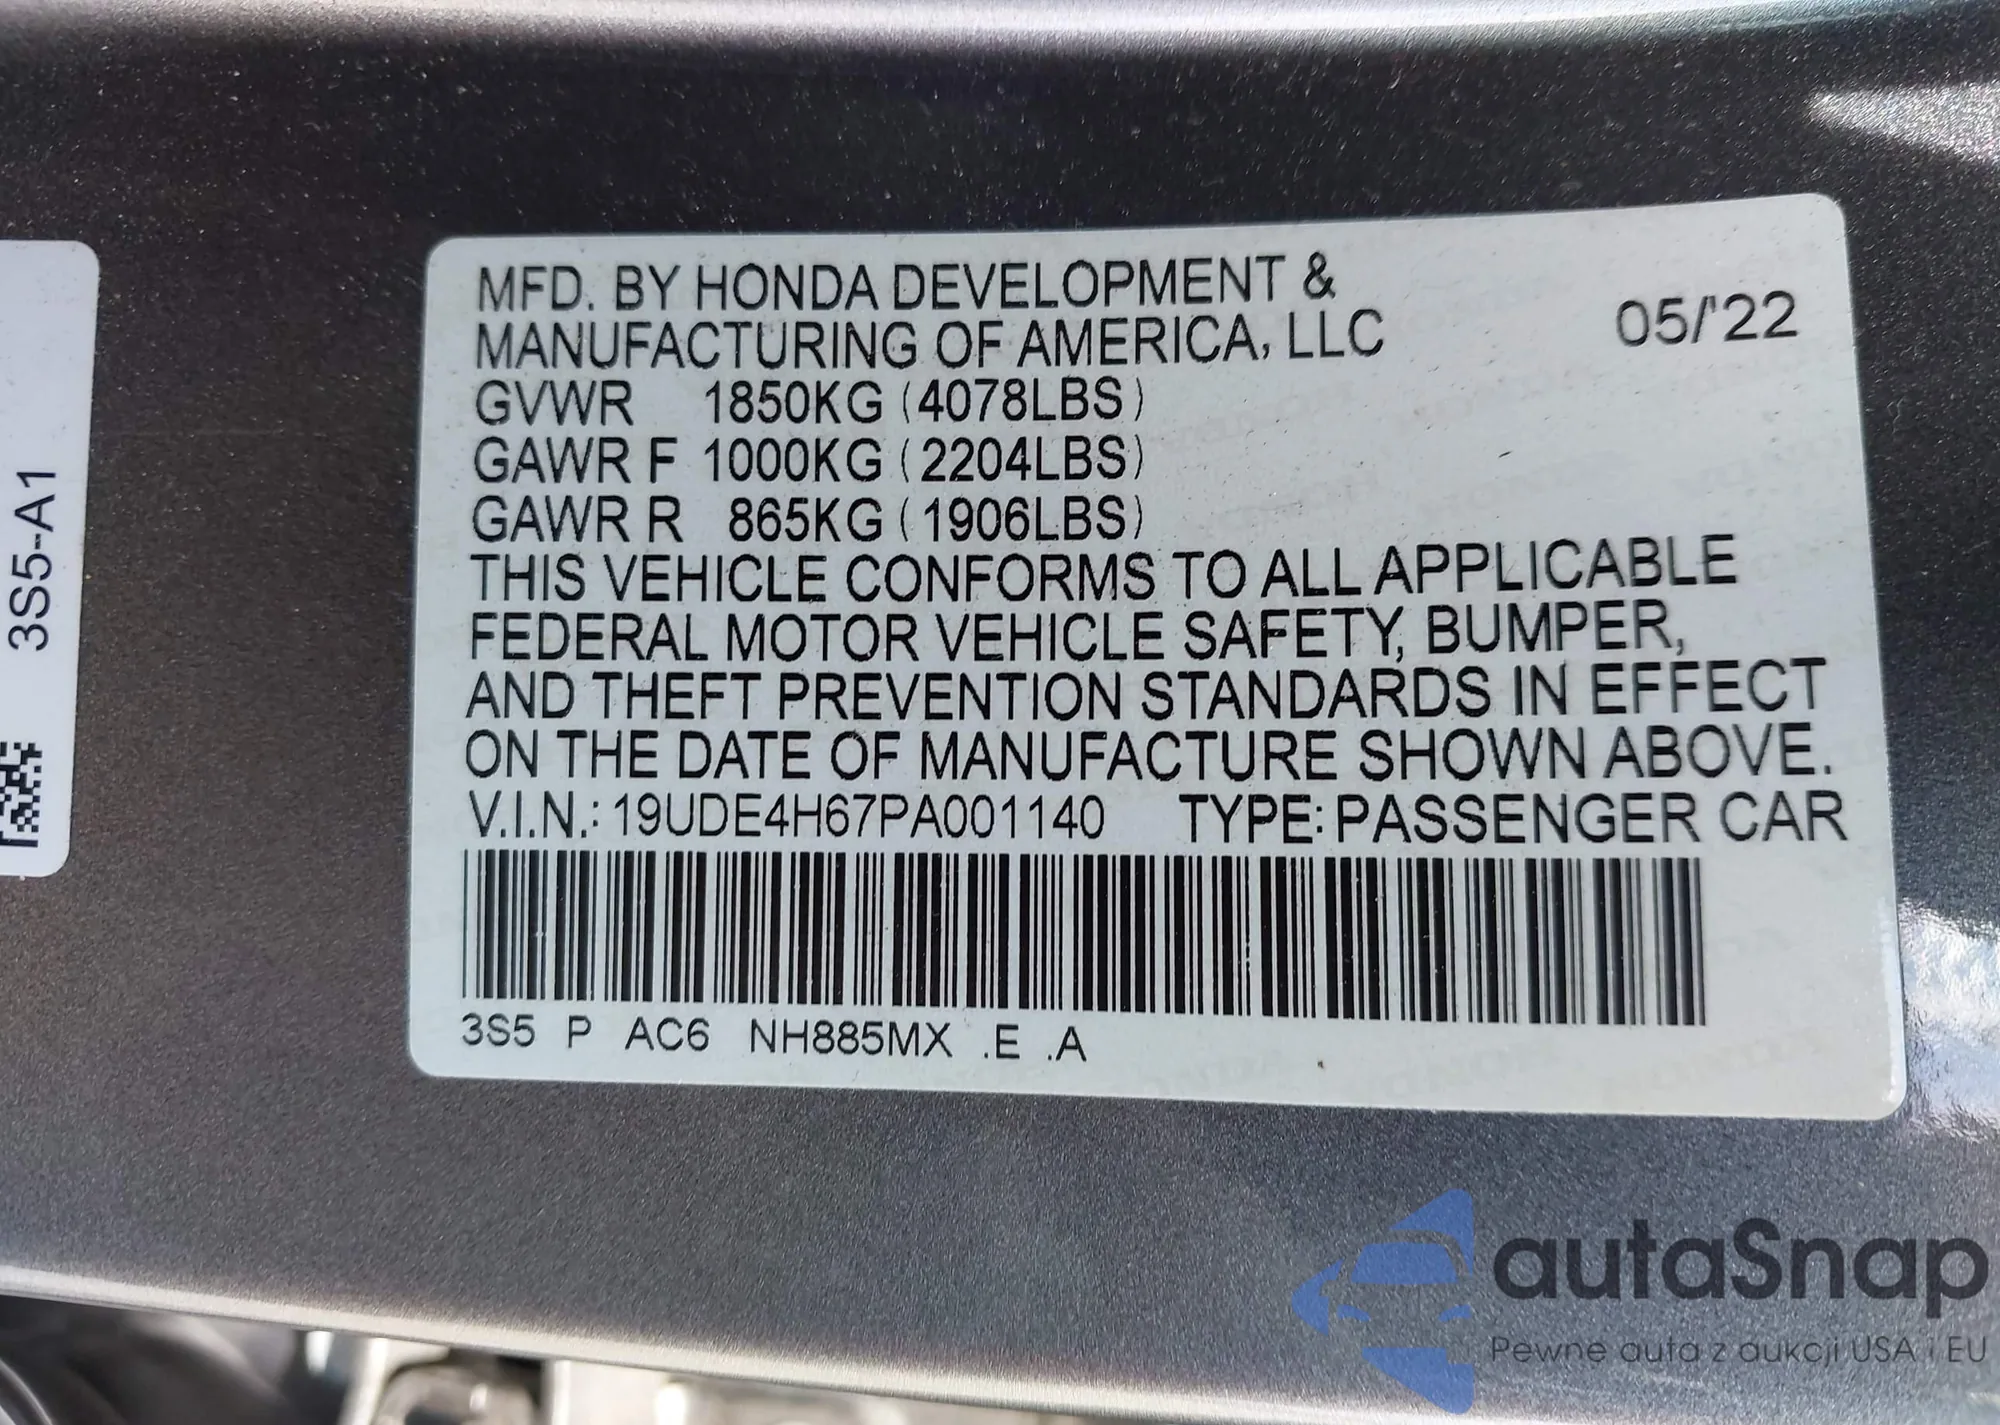 MFD. BY HONDA DEVELOPMENT &
MANUFACTURING OF AMERICA, LLC
05/'22
GVWR 1850KG (4078LBS)
GAWR F 1000KG (2204LBS)
GAWR R 865KG (1906LBS)
THIS VEHICLE CONFORMS TO ALL APPLICABLE
FEDERAL MOTOR VEHICLE SAFETY, BUMPER,
AND THEFT PREVENTION STANDARDS IN EFFECT
ON THE DATE OF MANUFACTURE SHOWN ABOVE.
V.I.N.: 19UDE4H67PA001140 TYPE: PASSENGER CAR
3S5 P AC6 NH885MX .E .A
3S5-A1
autaSnap
Pewne auta z aukcji USA i EU